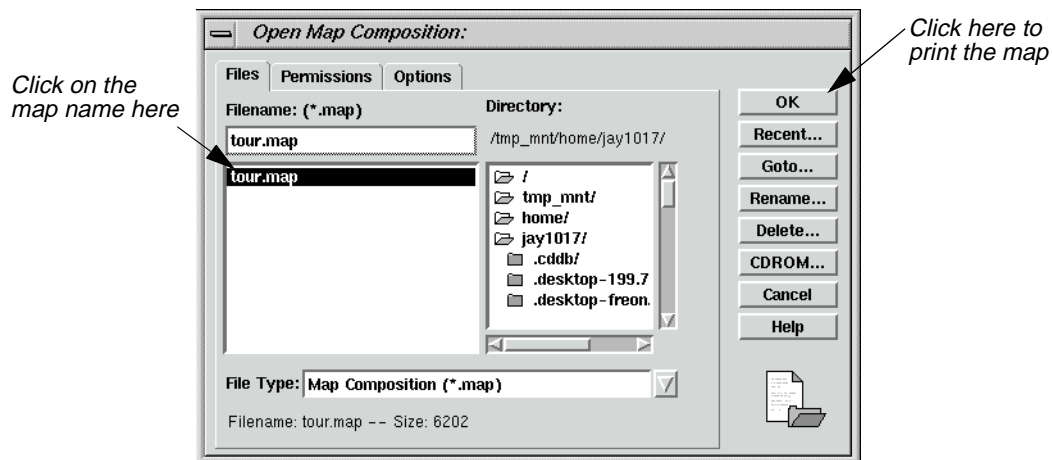 Open Map Composition:
Click here to
print the map
Click on the
map name here
Files
Permissions
Options
Filename: (*.map)
Directory:
tour.map
/tmp_mnt/home/jay1017/
tour.map
/
tmp_mnt/
home/
jay1017/
.cddb/
.desktop-199.7
.desktop-freon.
File Type:
Map Composition (*.map)
Filename: tour.map -- Size: 6202
OK
Recent...
Goto...
Rename...
Delete...
CDROM...
Cancel
Help